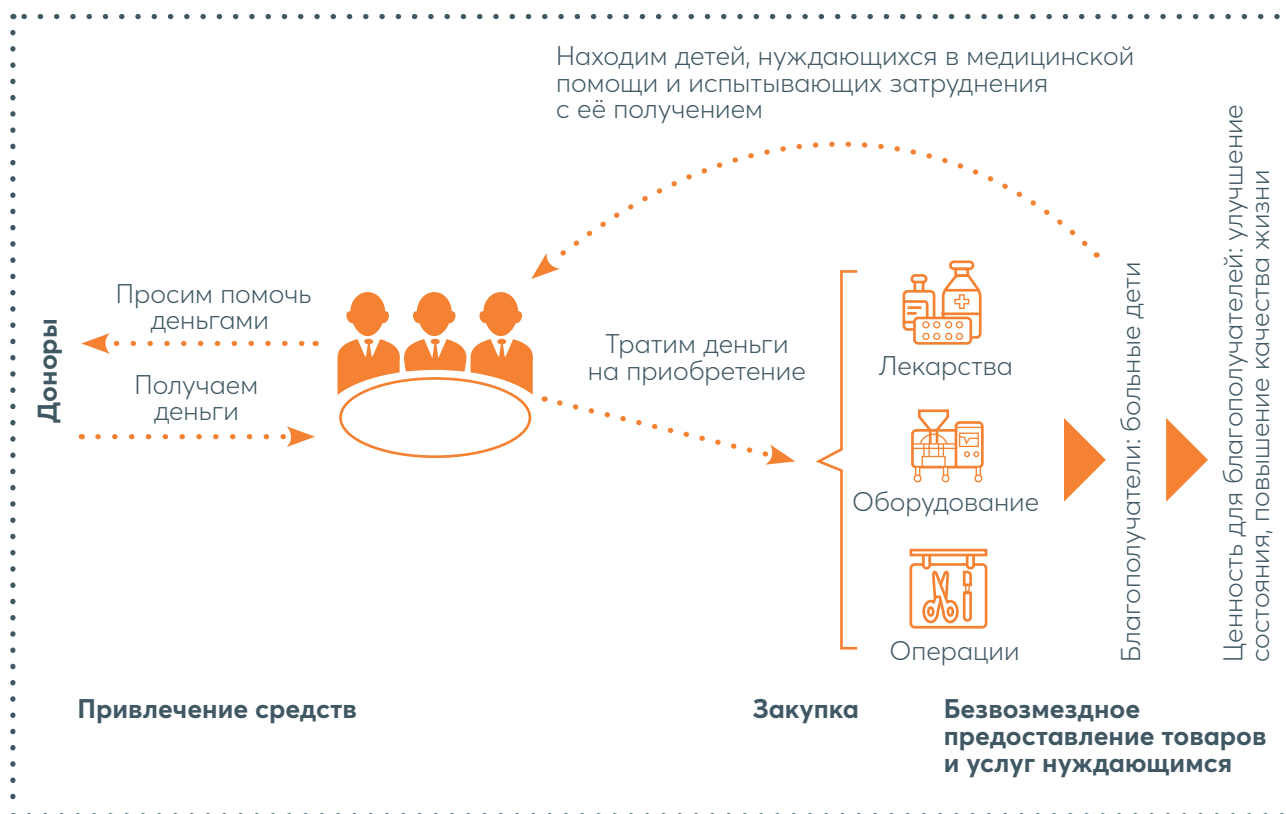 Находим детей, нуждающихся в медицинской
помощи и испытывающих затруднения
с её получением
Доноры
Просим помочь
деньгами
Получаем
деньги
Тратим деньги
на приобретение
Лекарства
Оборудование
Операции
Благополучатели: больные дети
Ценность для благополучателей: улучшение
состояния, повышение качества жизни
Привлечение средств
Закупка
Безвозмездное
предоставление товаров
и услуг нуждающимся